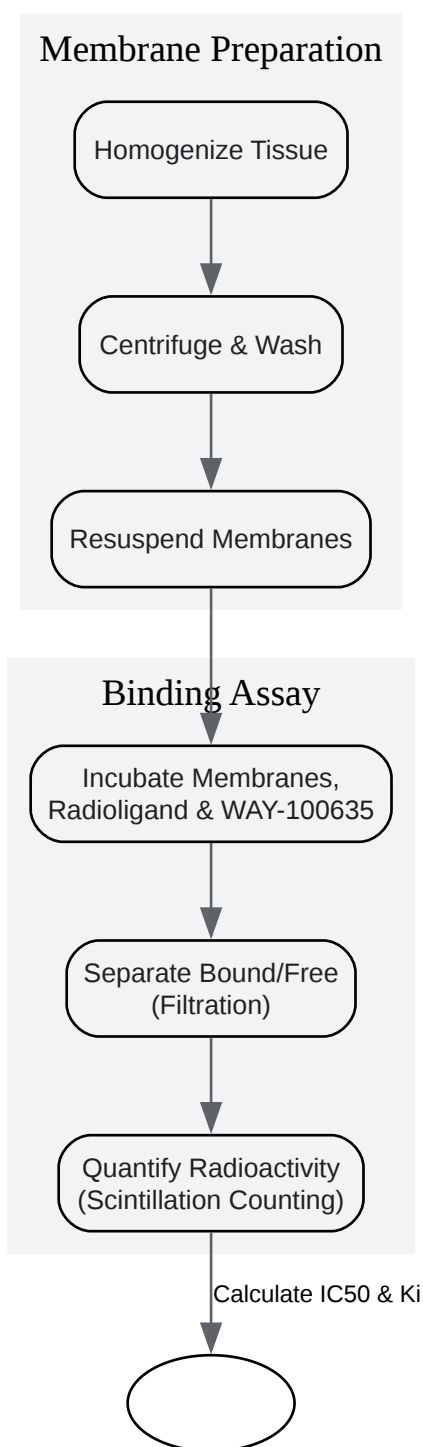 Membrane Preparation
Homogenize Tissue
Centrifuge & Wash
Resuspend Membranes
Binding Assay
Incubate Membranes,
Radioligand & WAY-100635
Separate Bound/Free
(Filtration)
Quantify Radioactivity
(Scintillation Counting)
Calculate IC50 & Ki